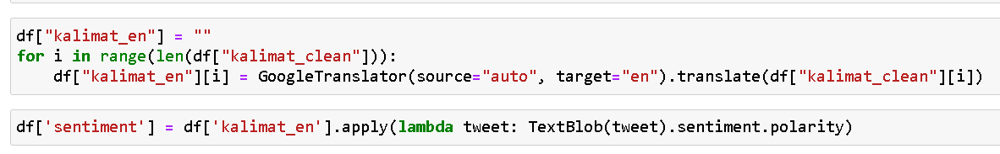 df["kalimat_en"] = ""
for i in range(len(df["kalimat_clean"])):
    df["kalimat_en"][i] = GoogleTranslator(source="auto", target="en").translate(df["kalimat_clean"][i])
df['sentiment'] = df['kalimat_en'].apply(lambda tweet: TextBlob(tweet).sentiment.polarity)